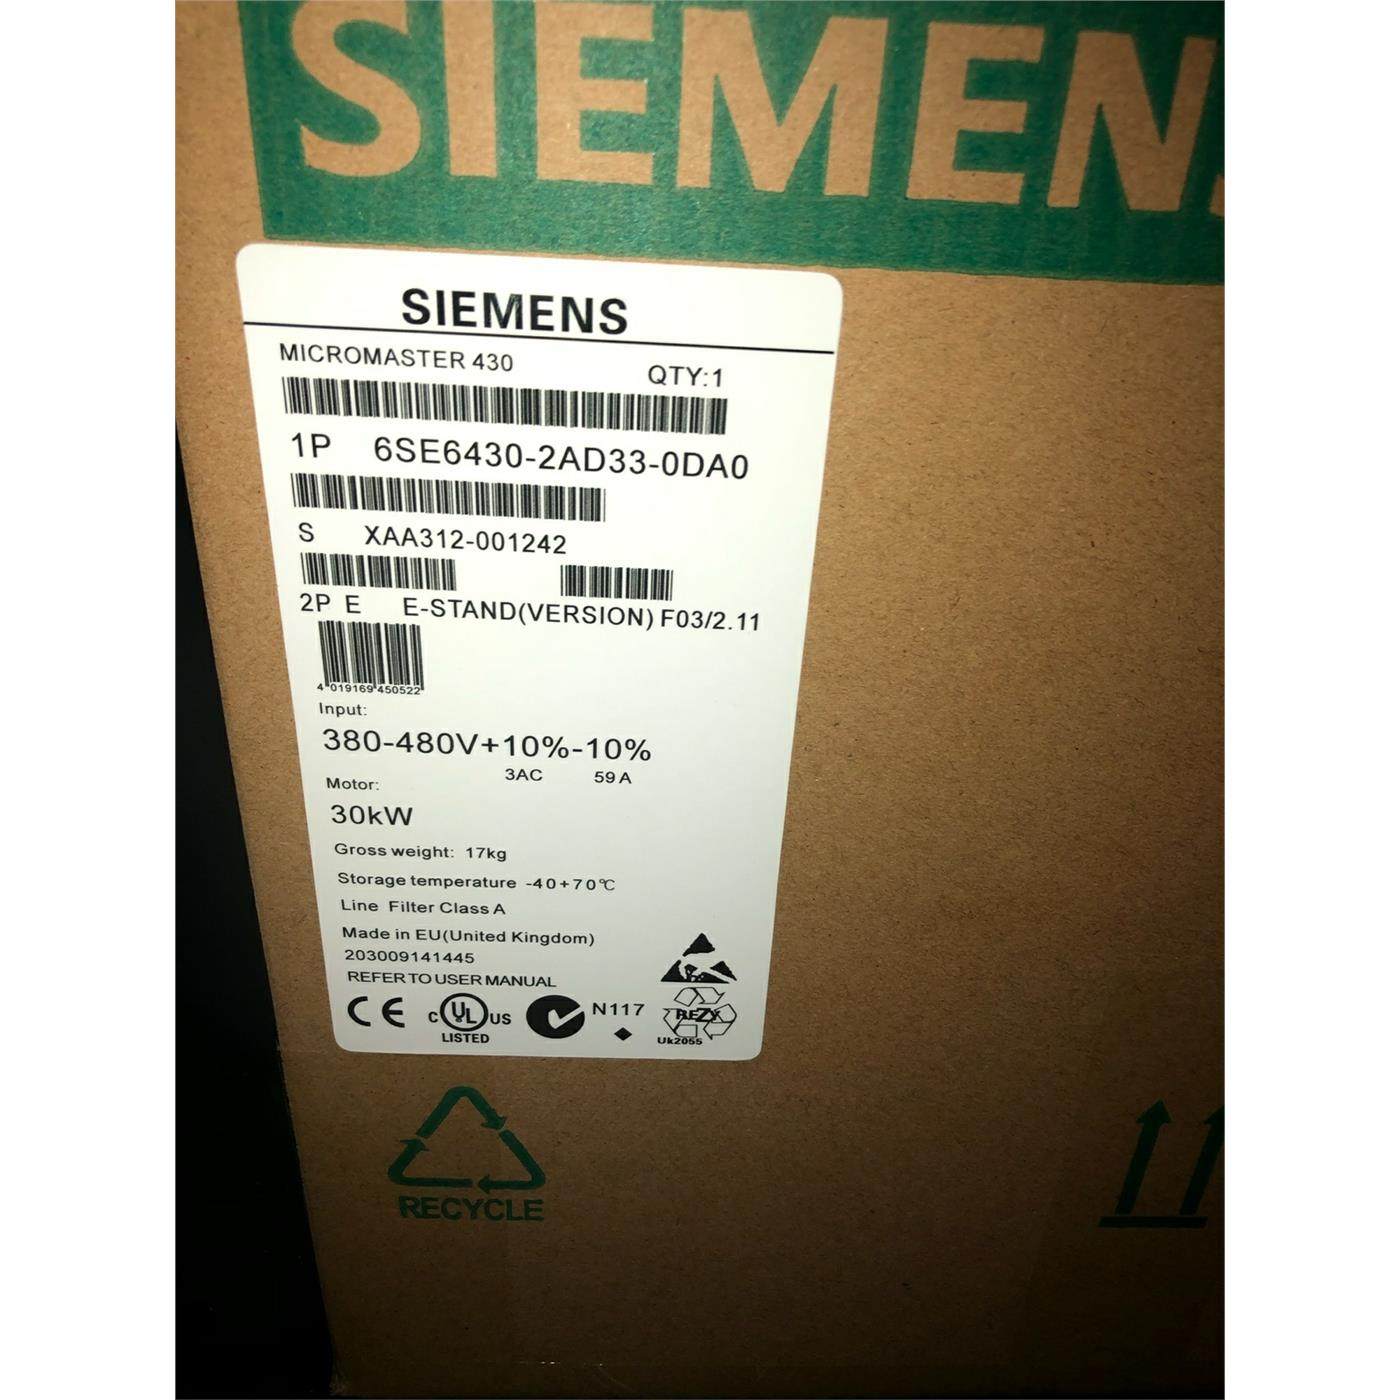 SIEMENS
SIEMENS
MICROMASTER 430
QTY:1
1P 6SE6430-2AD33-0DA0
S XAA312-001242
2P E E-STAND(VERSION) F03/2.11
4 019169 450522
Input:
380-480V+10%-10%
3AC 59 A
Motor:
30kW
Gross weight: 17kg
Storage temperature -40+70℃
Line Filter Class A
Made in EU(United Kingdom)
203009141445
REFER TO USER MANUAL
CE c UL US LISTED N117
REZY
Uk2055
RECYCLE